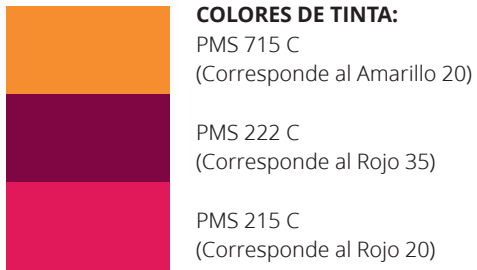 COLORES DE TINTA:
PMS 715 C
(Corresponde al Amarillo 20)
PMS 222 C
(Corresponde al Rojo 35)
PMS 215 C
(Corresponde al Rojo 20)